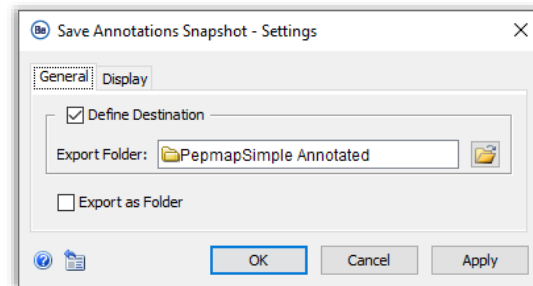 Be Save Annotations Snapshot - Settings
General Display
Define Destination
Export Folder: PepmapSimple Annotated
Export as Folder
OK Cancel Apply